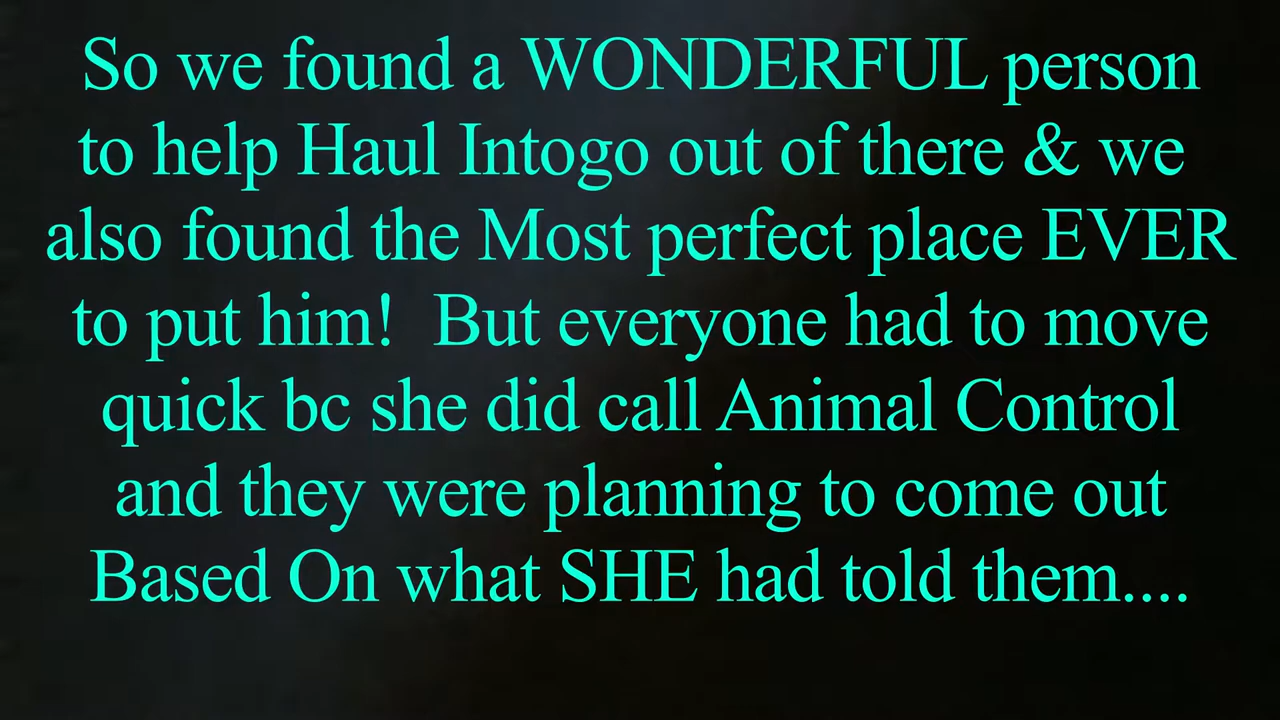 So we found a WONDERFUL person
to help Haul Intogo out of there & we
also found the Most perfect place EVER
to put him!  But everyone had to move
quick bc she did call Animal Control
and they were planning to come out
Based On what SHE had told them....